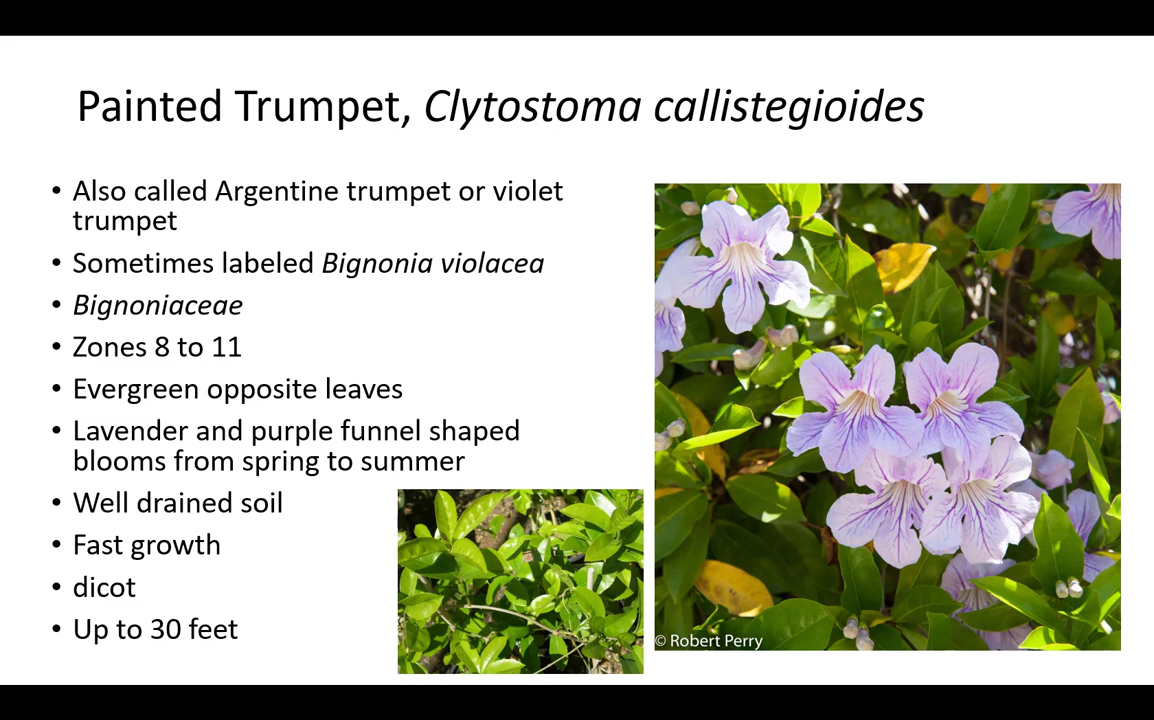 Painted Trumpet, Clytostoma callistegioides
• Also called Argentine trumpet or violet
trumpet
• Sometimes labeled Bignonia violacea
• Bignoniaceae
• Zones 8 to 11
• Evergreen opposite leaves
• Lavender and purple funnel shaped
blooms from spring to summer
• Well drained soil
• Fast growth
• dicot
• Up to 30 feet
© Robert Perry